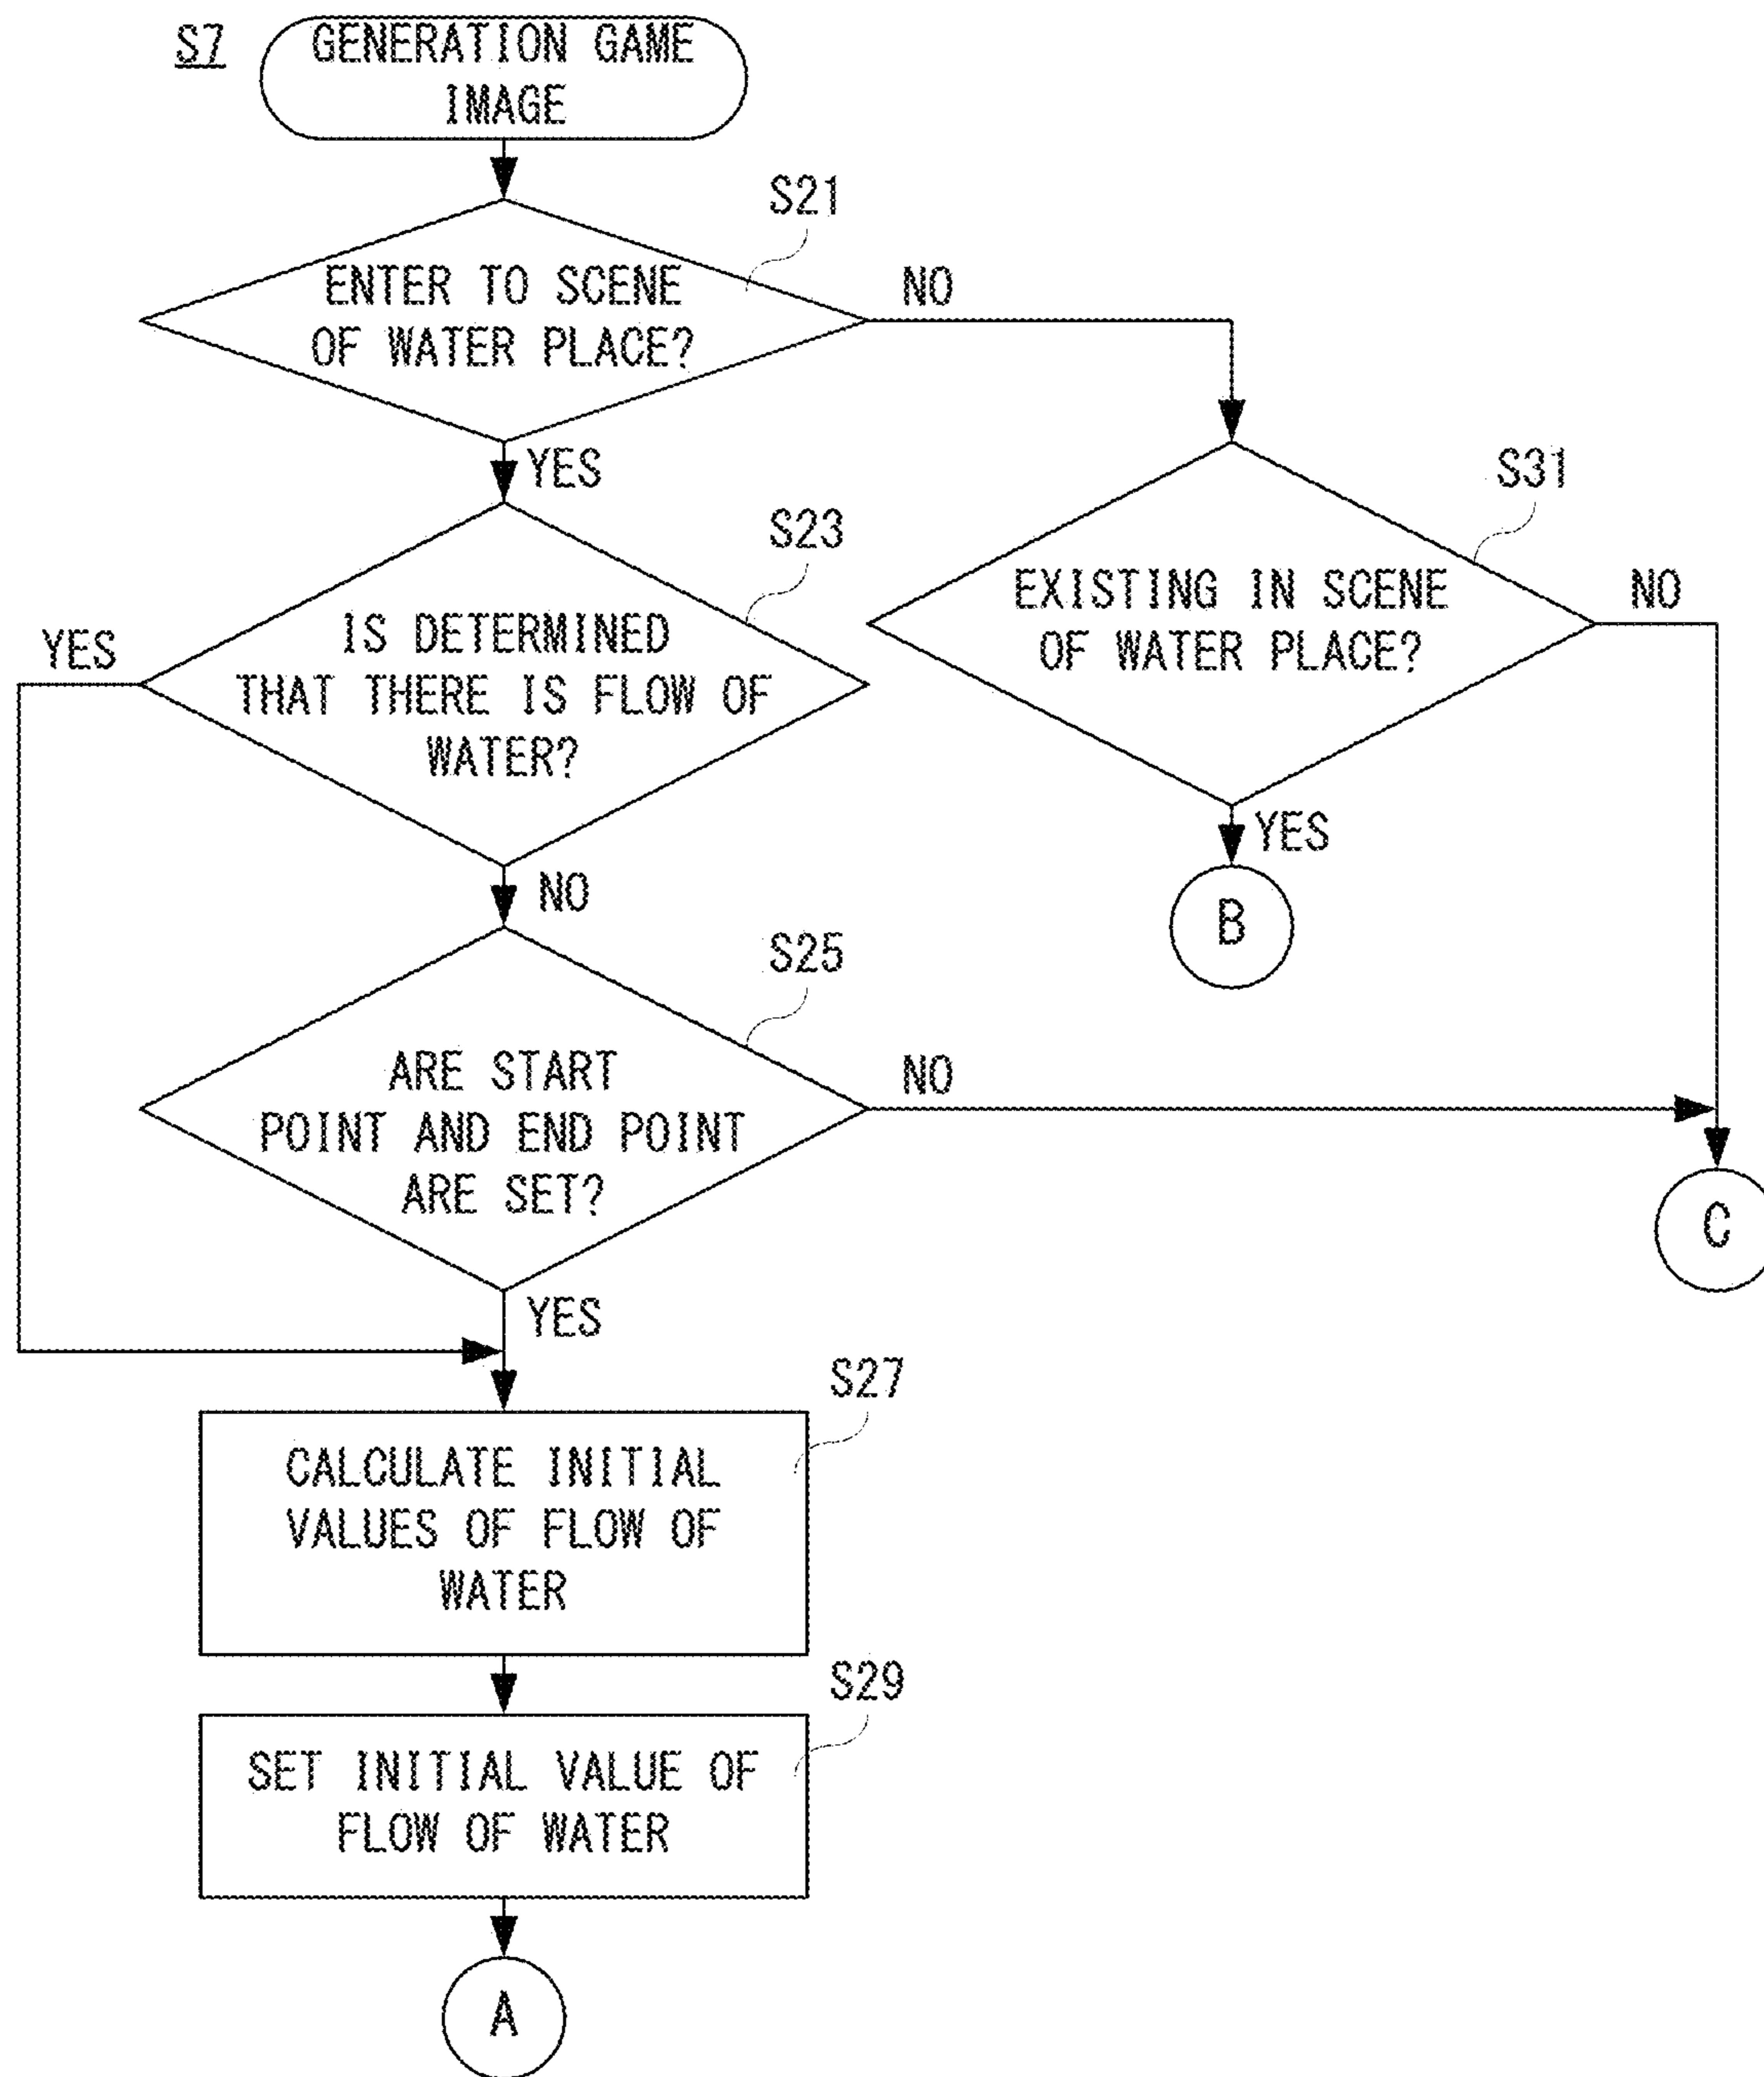 S7
GENERATION GAME
IMAGE
S21
ENTER TO SCENE
OF WATER PLACE?
NO
YES
S31
EXISTING IN SCENE
OF WATER PLACE?
NO
YES
B
S23
IS DETERMINED
THAT THERE IS FLOW OF
WATER?
YES
NO
S25
ARE START
POINT AND END POINT
ARE SET?
NO
C
YES
S27
CALCULATE INITIAL
VALUES OF FLOW OF
WATER
S29
SET INITIAL VALUE OF
FLOW OF WATER
A